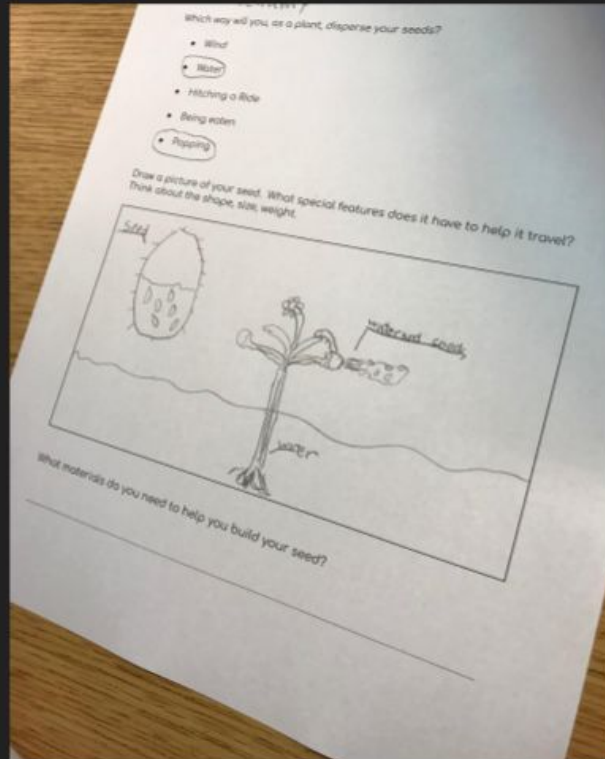 Which way will you, as a plant, disperse your seeds?
• Wind
• Water
• Hitching a Ride
• Being eaten
• Popping
Draw a picture of your seed. What special features does it have to help it travel?
Think about the shape, size, weight.
Seed
seeds
water
What materials do you need to help you build your seed?